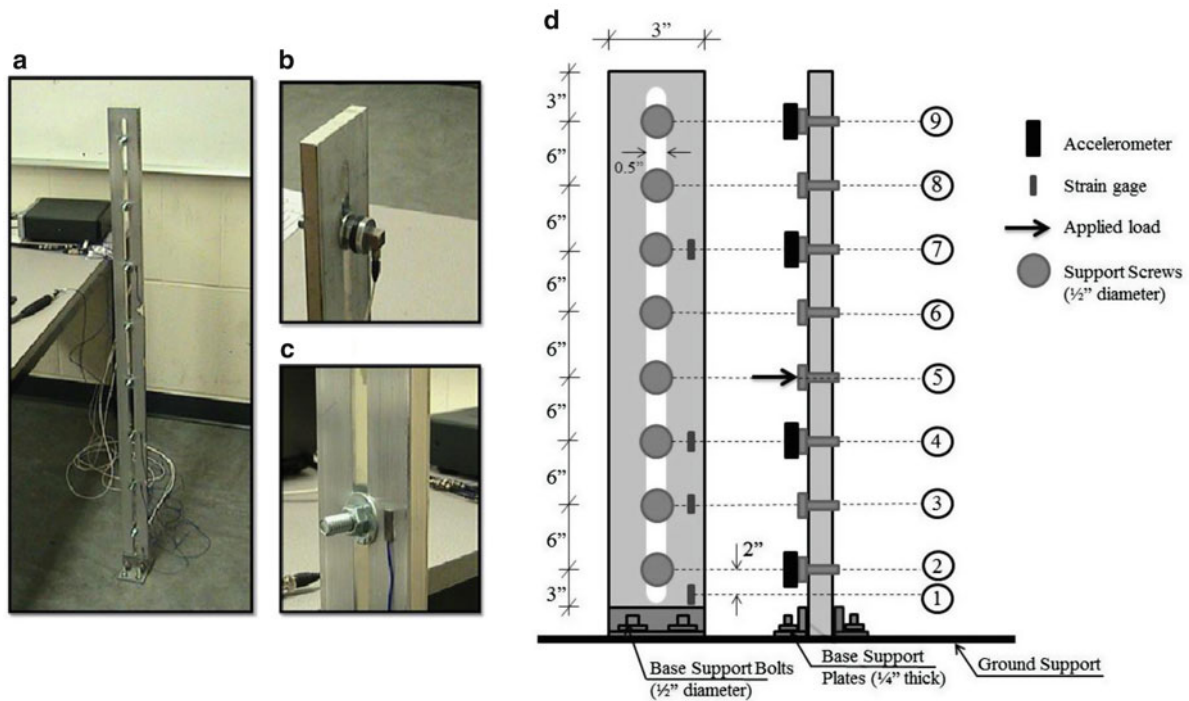 a
b
c
d
3”
3”
6”
6”
6”
6”
6”
6”
6”
3”
0.5”
2”
9
8
7
6
5
4
3
2
1
Accelerometer
Strain gage
Applied load
Support Screws
(½” diameter)
Base Support Bolts
(½” diameter)
Base Support
Plates (¼” thick)
Ground Support